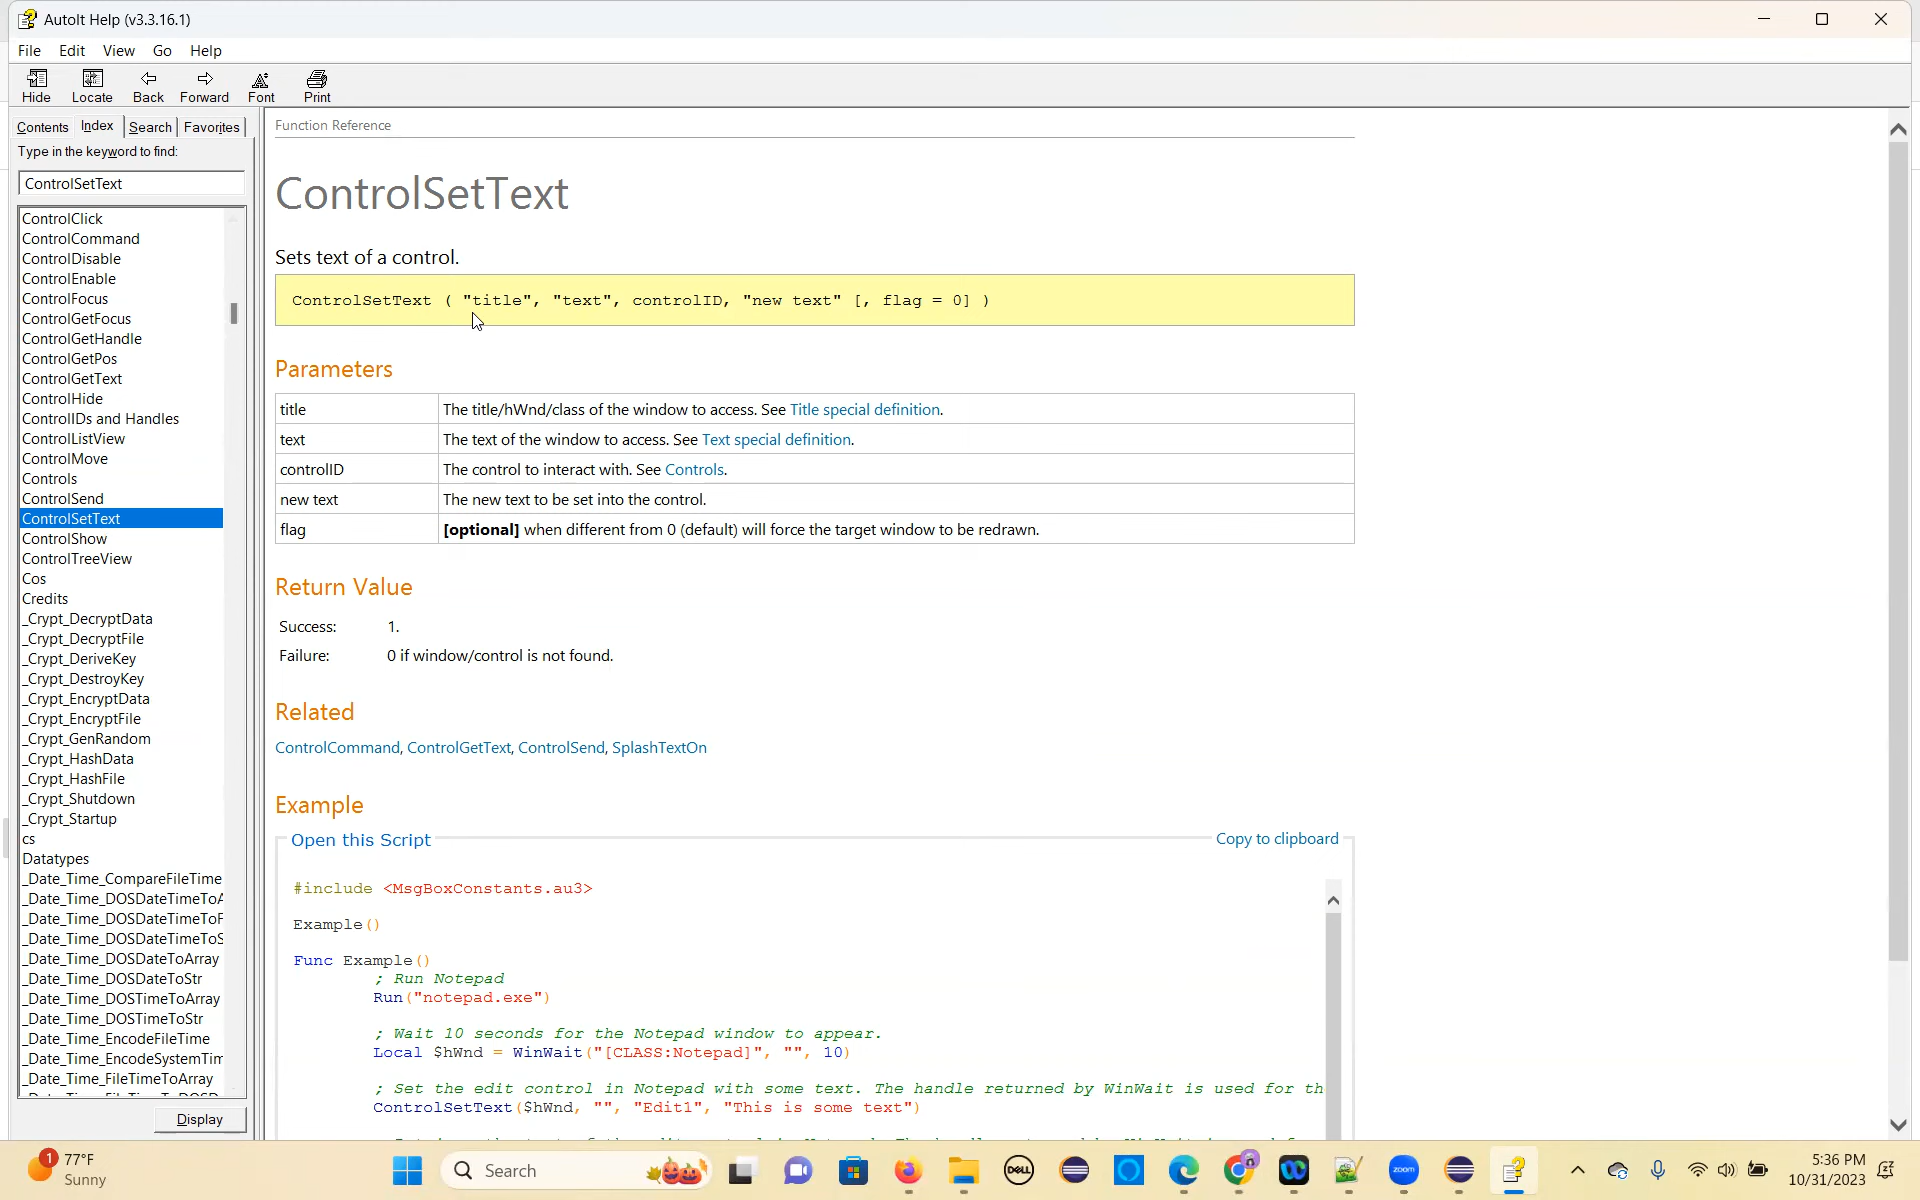 AutoIt Help (v3.3.16.1)
File Edit View Go Help
Hide Locate Back Forward Font Print
Contents Index Search Favorites
Type in the keyword to find:
ControlSetText
ControlClick
ControlCommand
ControlDisable
ControlEnable
ControlFocus
ControlGetFocus
ControlGetHandle
ControlGetPos
ControlGetText
ControlHide
ControlIDs and Handles
ControlListView
ControlMove
Controls
ControlSend
ControlSetText
ControlShow
ControlTreeView
Cos
Credits
_Crypt_DecryptData
_Crypt_DecryptFile
_Crypt_DeriveKey
_Crypt_DestroyKey
_Crypt_EncryptData
_Crypt_EncryptFile
_Crypt_GenRandom
_Crypt_HashData
_Crypt_HashFile
_Crypt_Shutdown
_Crypt_Startup
cs
Datatypes
_Date_Time_CompareFileTime
_Date_Time_DOSDateTimeToA
_Date_Time_DOSDateTimeToF
_Date_Time_DOSDateTimeToS
_Date_Time_DOSDateToArray
_Date_Time_DOSDateToStr
_Date_Time_DOSTimeToArray
_Date_Time_DOSTimeToStr
_Date_Time_EncodeFileTime
_Date_Time_EncodeSystemTim
_Date_Time_FileTimeToArray
Display
Function Reference
ControlSetText
Sets text of a control.
ControlSetText ( "title", "text", controlID, "new text" [, flag = 0] )
Parameters
title The title/hWnd/class of the window to access. See Title special definition.
text The text of the window to access. See Text special definition.
controlID The control to interact with. See Controls.
new text The new text to be set into the control.
flag [optional] when different from 0 (default) will force the target window to be redrawn.
Return Value
Success: 1.
Failure: 0 if window/control is not found.
Related
ControlCommand, ControlGetText, ControlSend, SplashTextOn
Example
Open this Script Copy to clipboard
#include <MsgBoxConstants.au3>
Example()
Func Example()
; Run Notepad
Run("notepad.exe")
; Wait 10 seconds for the Notepad window to appear.
Local $hWnd = WinWait("[CLASS:Notepad]", "", 10)
; Set the edit control in Notepad with some text. The handle returned by WinWait is used for th
ControlSetText($hWnd, "", "Edit1", "This is some text")
1 77°F
Sunny
Search
DELL
zoom
5:36 PM
10/31/2023